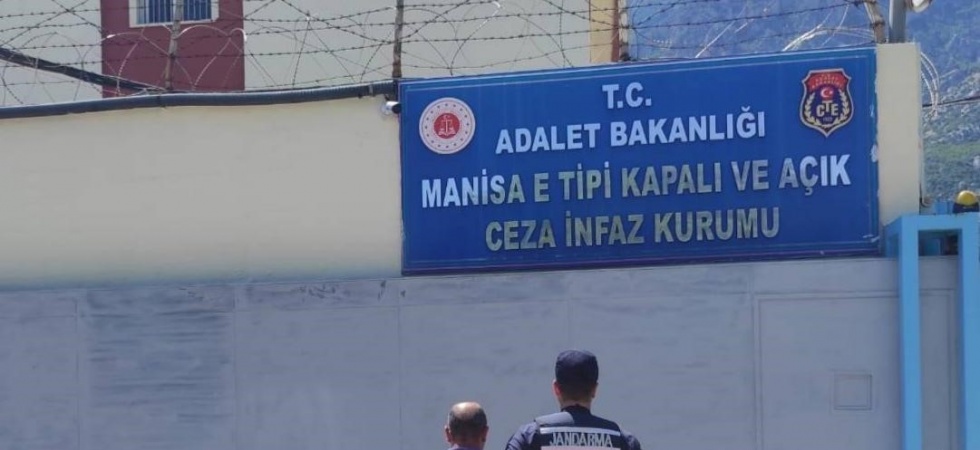 T.C.
ADALET BAKANLIĞI
MANİSA E TİPİ KAPALI VE AÇIK
CEZA İNFAZ KURUMU
CTE
JANDARMA